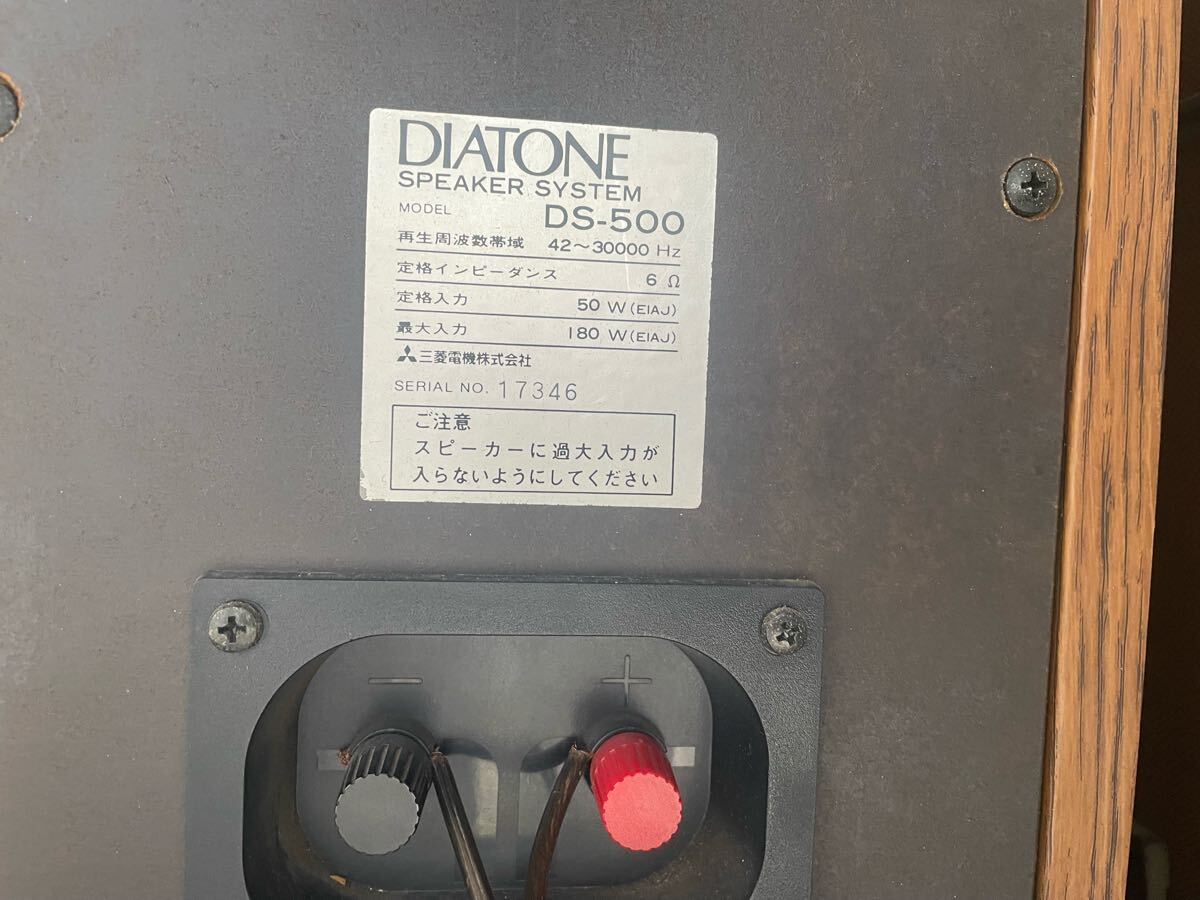 DIATONE
SPEAKER SYSTEM
MODEL DS-500
再生周波数帯域 42～30000 Hz
定格インピーダンス 6 Ω
定格入力 50 W (EIAJ)
最大入力 180 W (EIAJ)
三菱電機株式会社
SERIAL NO. 17346
ご注意
スピーカーに過大入力が
入らないようにしてください
− +